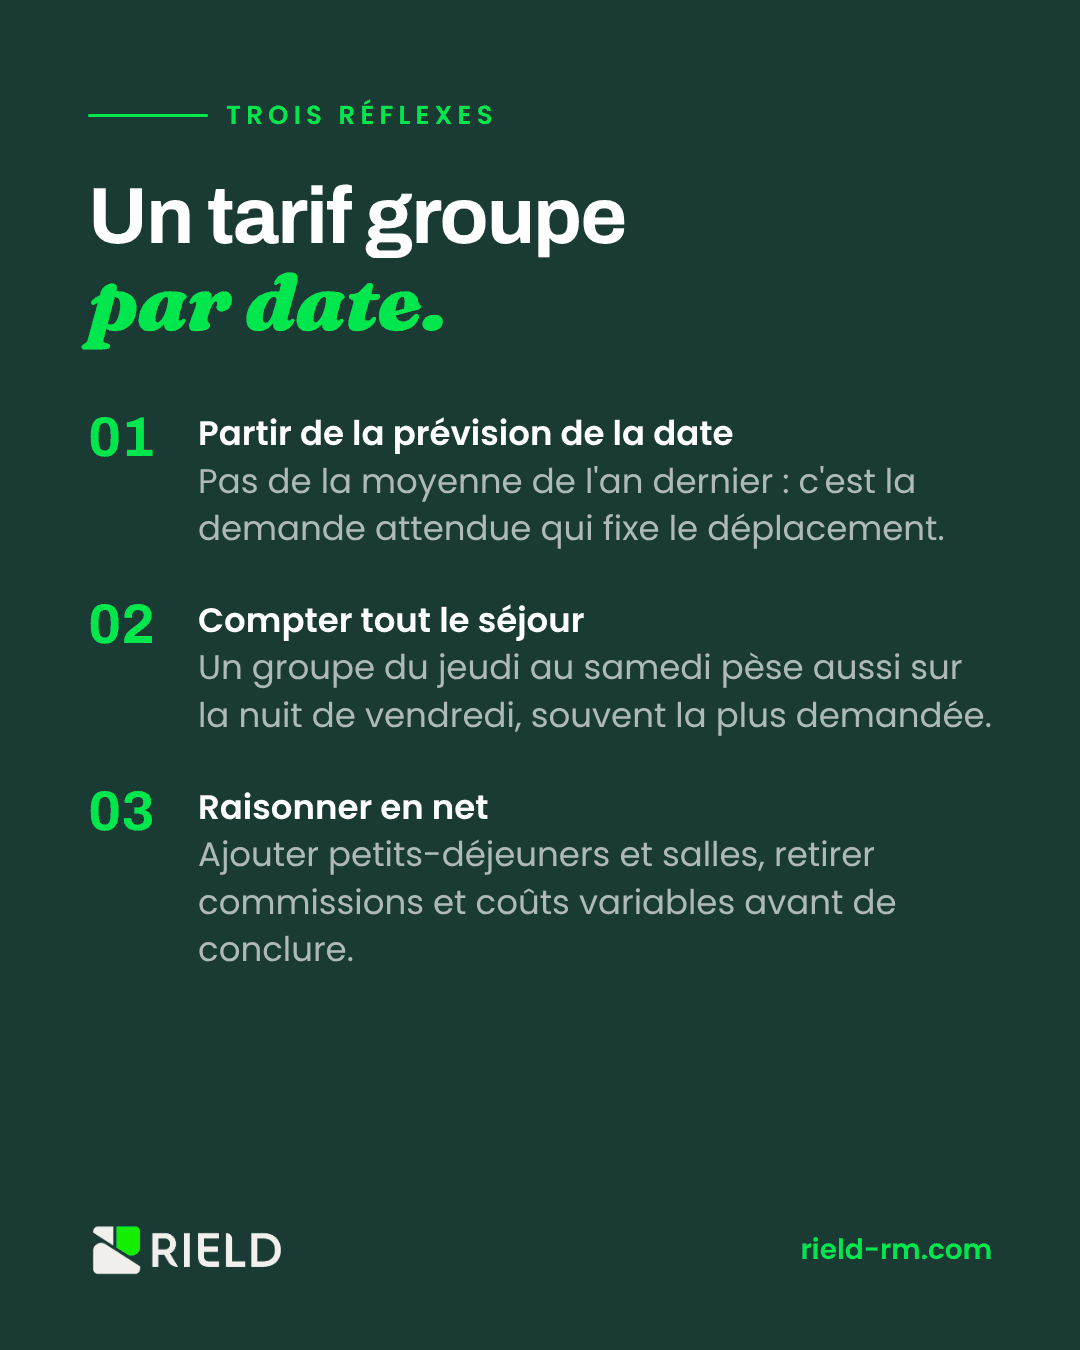 TROIS RÉFLEXES
Un tarif groupe
par date.
01
Partir de la prévision de la date
Pas de la moyenne de l'an dernier : c'est la
demande attendue qui fixe le déplacement.
02
Compter tout le séjour
Un groupe du jeudi au samedi pèse aussi sur
la nuit de vendredi, souvent la plus demandée.
03
Raisonner en net
Ajouter petits-déjeuners et salles, retirer
commissions et coûts variables avant de
conclure.
RIELD
rield-rm.com